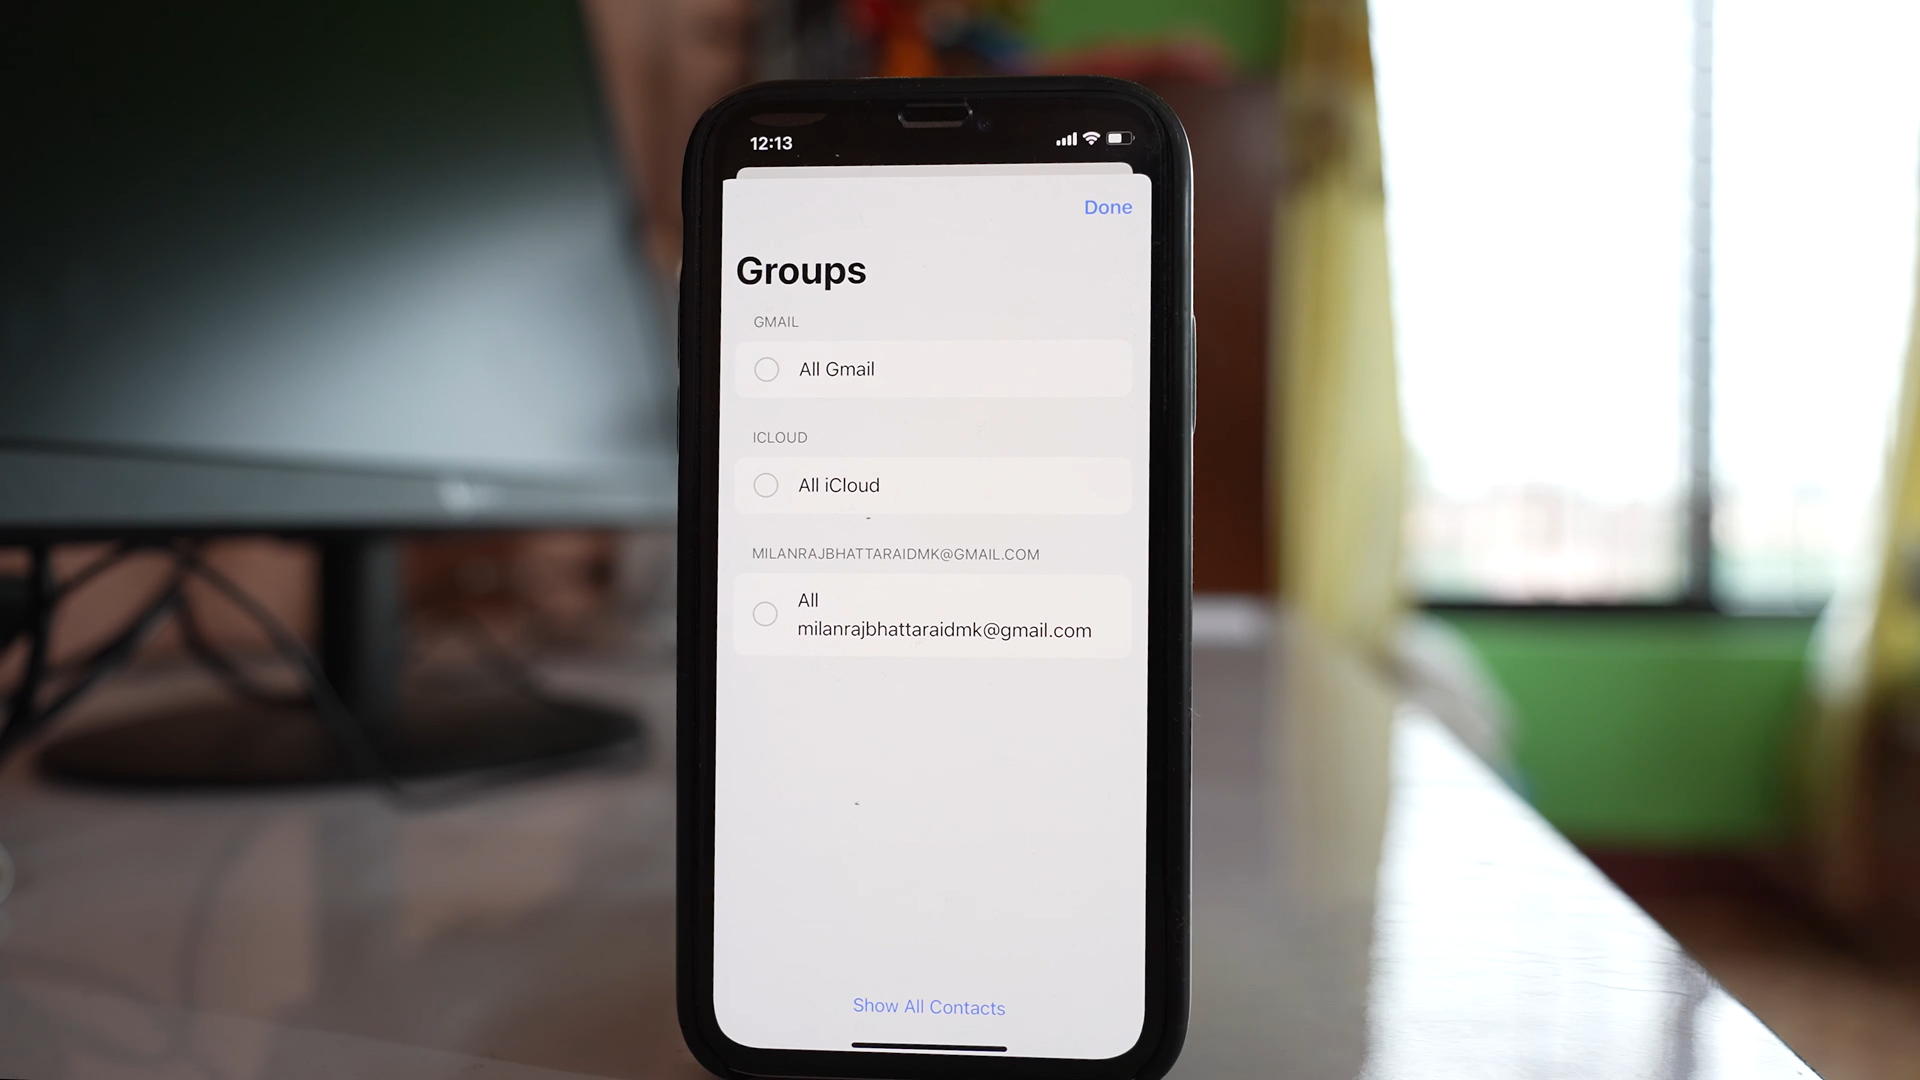 12:13
Done
Groups
GMAIL
All Gmail
ICLOUD
All iCloud
MILANRAJBHATTARAIDMK@GMAIL.COM
All
milanrajbhattaraidmk@gmail.com
Show All Contacts